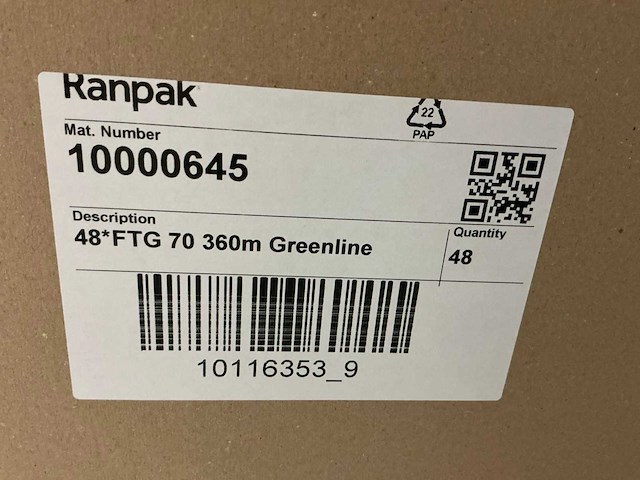 Ranpak
22
PAP
Mat. Number
10000645
Description
48*FTG 70 360m Greenline
Quantity
48
10116353_9